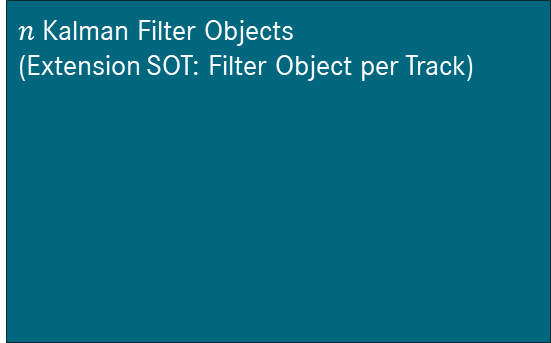 n Kalman Filter Objects
(Extension SOT: Filter Object per Track)